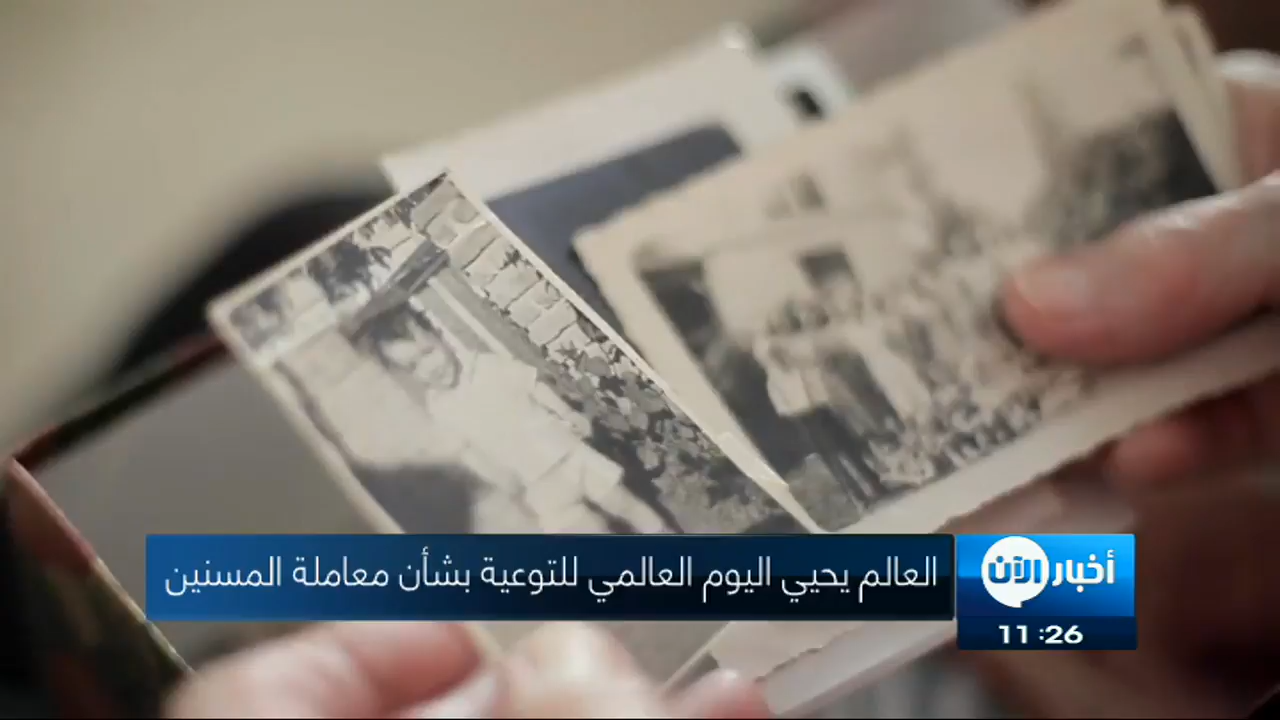 العالم يحيي اليوم العالمي للتوعية بشأن معاملة المسنين
أخبار الآن
11:26